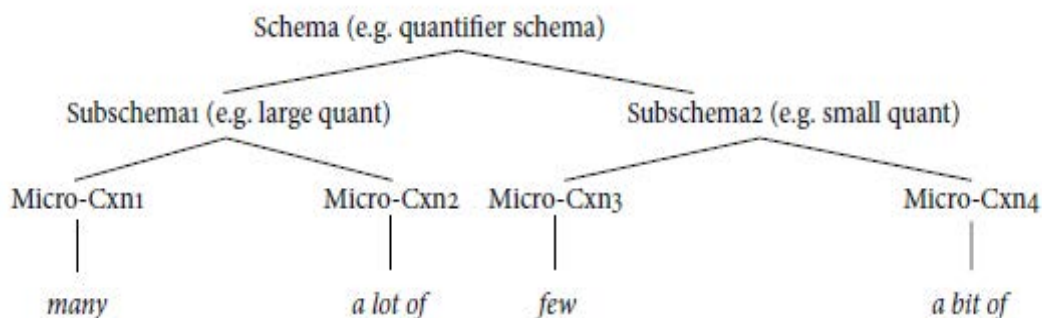 Schema (e.g. quantifier schema)
Subschema1 (e.g. large quant) Subschema2 (e.g. small quant)
Micro-Cxn1 Micro-Cxn2 Micro-Cxn3 Micro-Cxn4
many a lot of few a bit of